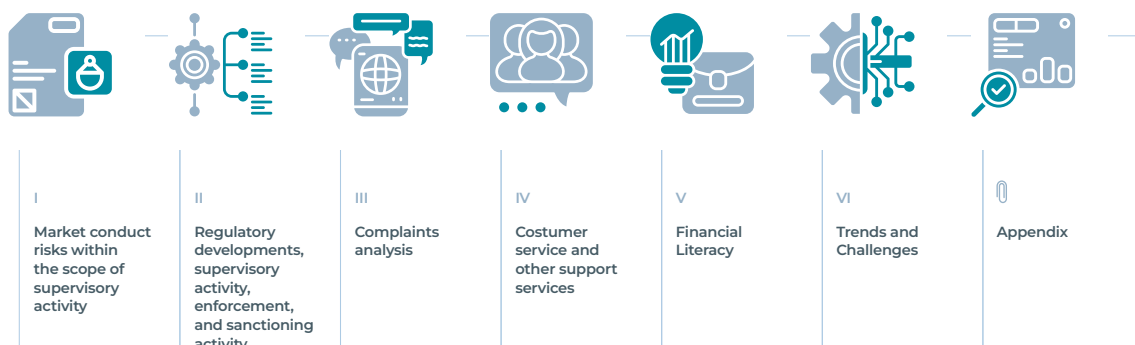 I
Market conduct
risks within
the scope of
supervisory
activity
II
Regulatory
developments,
supervisory
activity,
enforcement,
and sanctioning
activity
III
Complaints
analysis
IV
Costumer
service and
other support
services
V
Financial
Literacy
VI
Trends and
Challenges
Appendix